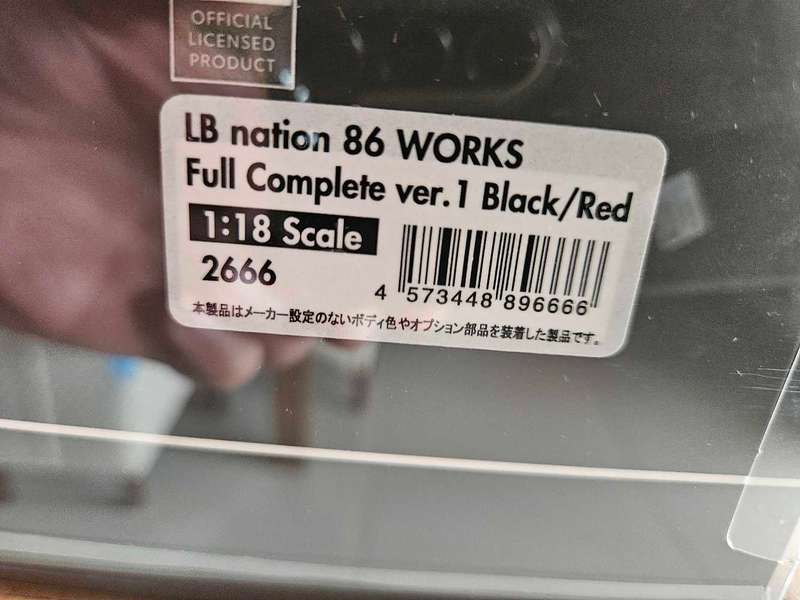 OFFICIAL
LICENSED
PRODUCT
LB nation 86 WORKS
Full Complete ver.1 Black/Red
1:18 Scale
2666
4 573448 896666
本製品はメーカー設定のないボディ色やオプション部品を装着した製品です。